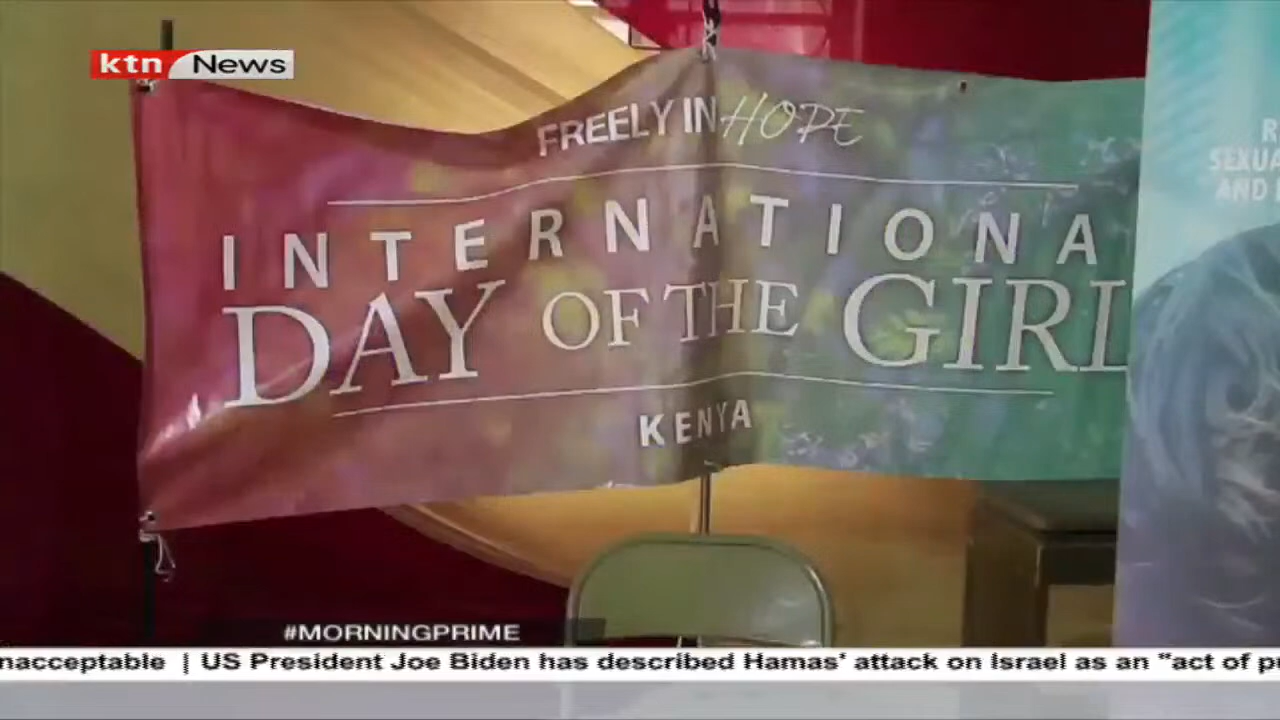 ktn News
FREELY IN HOPE
INTERNATIONA
DAY OF THE GIRL
KENYA
SEXUA
AND
#MORNINGPRIME
nacceptable | US President Joe Biden has described Hamas' attack on Israel as an "act of p